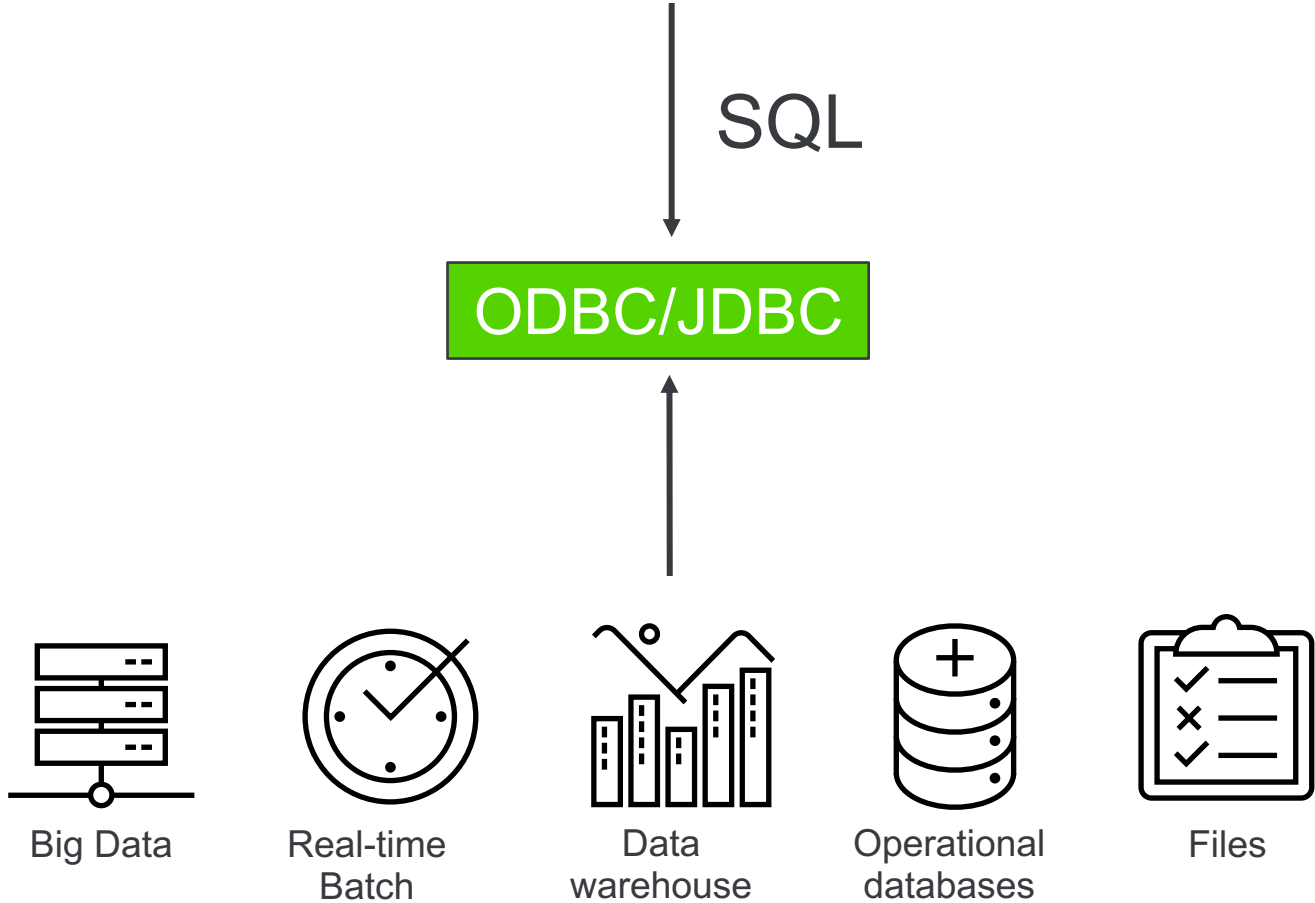 SQL
ODBC/JDBC
Big Data
Real-time
Batch
Data
warehouse
Operational
databases
Files